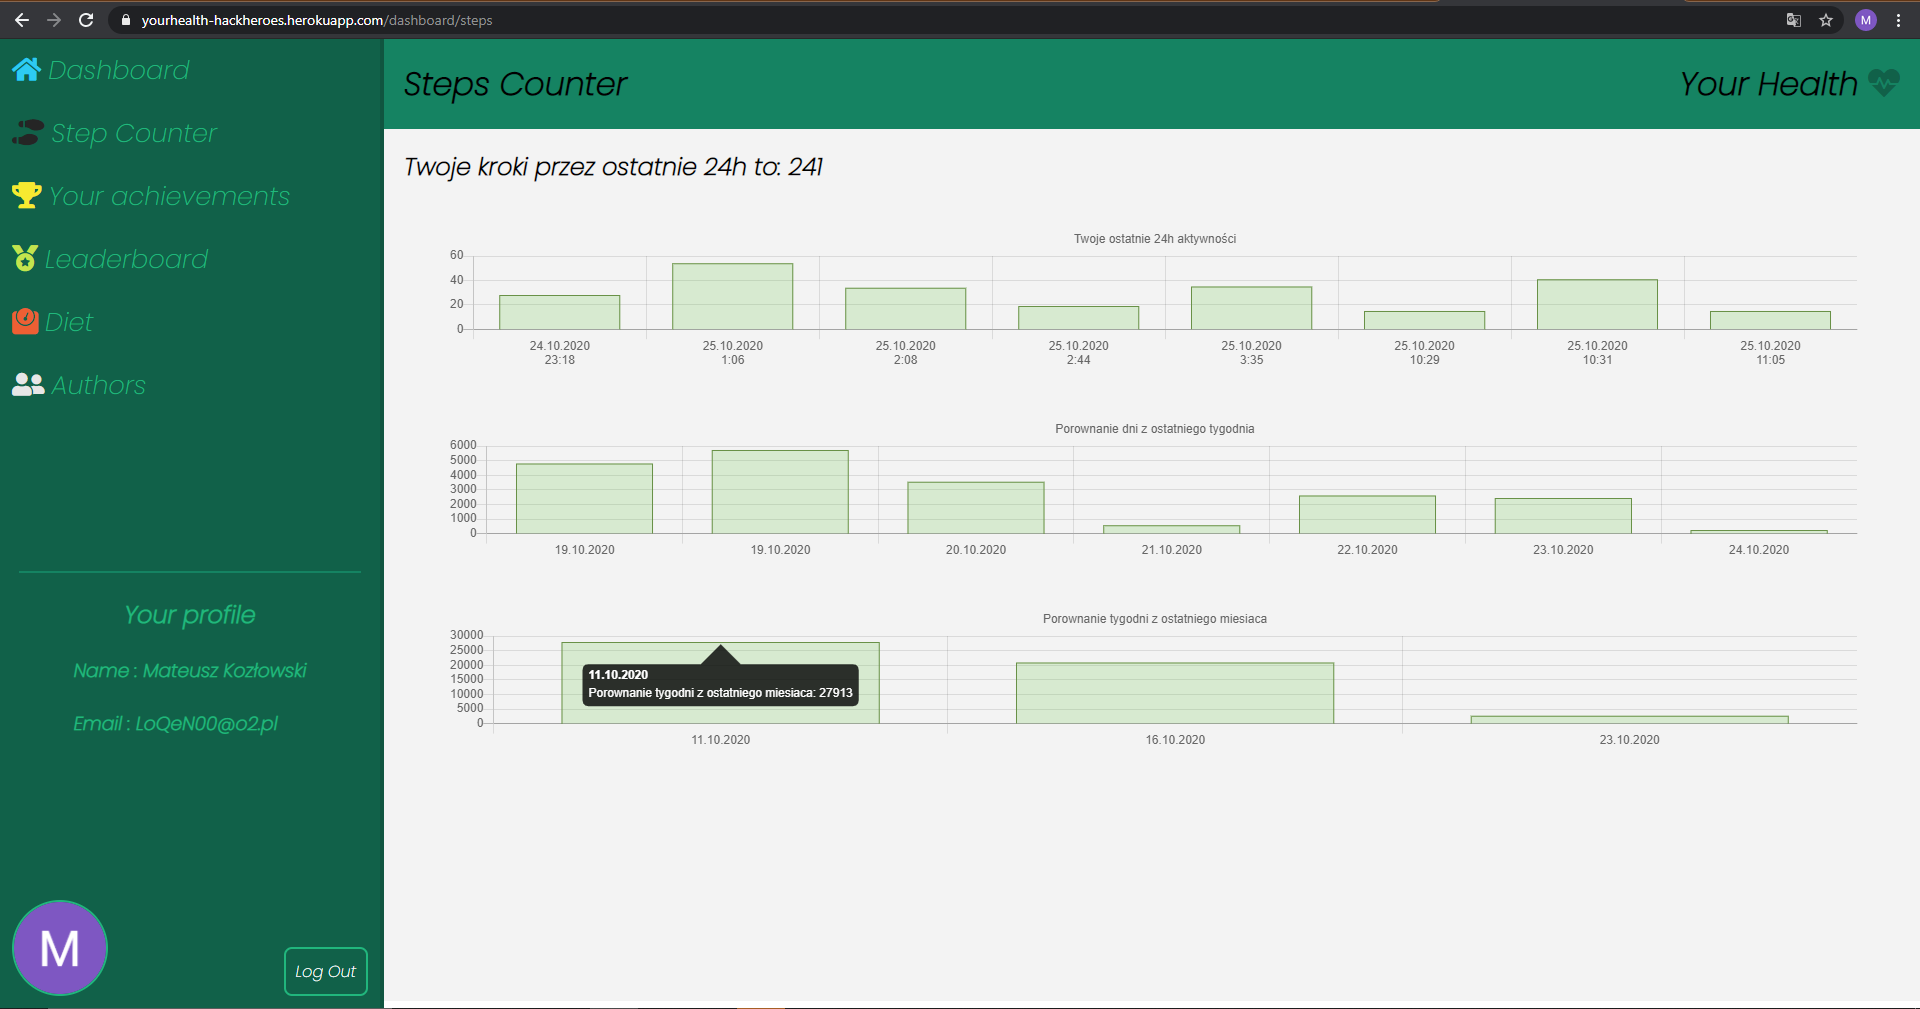 yourhealth-hackheroes.herokuapp.com/dashboard/steps
M
Dashboard
Step Counter
Your achievements
Leaderboard
Diet
Authors
Your profile
Name : Mateusz Kozłowski
Email : LoQeN00@o2.pl
M
Log Out
Steps Counter
Your Health
Twoje kroki przez ostatnie 24h to: 241
Twoje ostatnie 24h aktywności
60
40
20
0
24.10.2020 25.10.2020 25.10.2020 25.10.2020 25.10.2020 25.10.2020 25.10.2020 25.10.2020
23:18 1:06 2:08 2:44 3:35 10:29 10:31 11:05
Porownanie dni z ostatniego tygodnia
6000
5000
4000
3000
2000
1000
0
19.10.2020 19.10.2020 20.10.2020 21.10.2020 22.10.2020 23.10.2020 24.10.2020
Porownanie tygodni z ostatniego miesiaca
30000
25000
20000
15000
10000
5000
0
11.10.2020
Porownanie tygodni z ostatniego miesiaca: 27913
11.10.2020 16.10.2020 23.10.2020